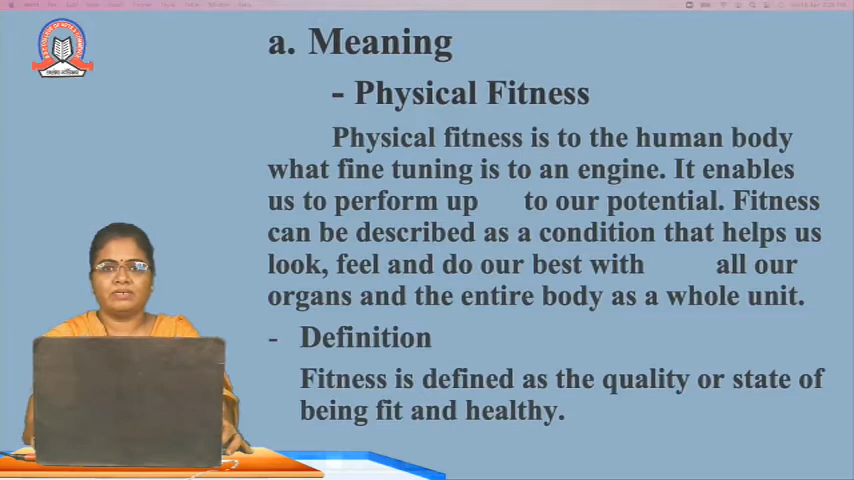 a. Meaning
- Physical Fitness
Physical fitness is to the human body
what fine tuning is to an engine. It enables
us to perform up to our potential. Fitness
can be described as a condition that helps us
look, feel and do our best with all our
organs and the entire body as a whole unit.
- Definition
Fitness is defined as the quality or state of
being fit and healthy.